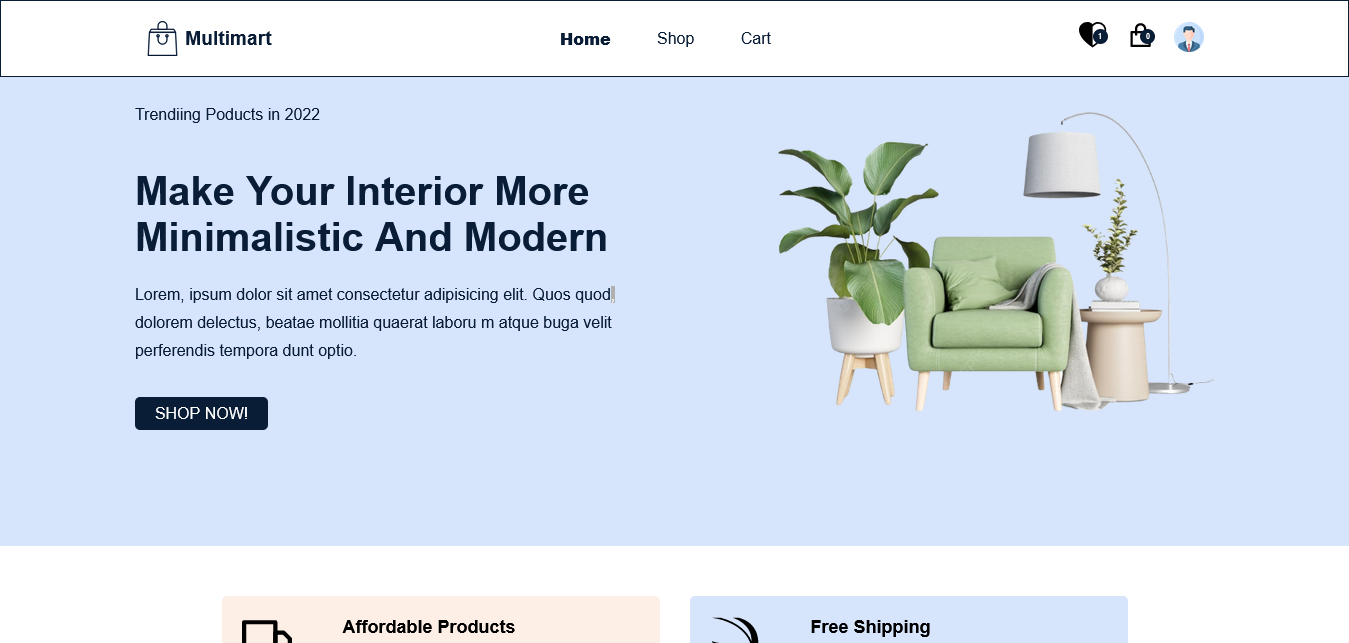 Multimart
Home
Shop
Cart
1
0
Trendiing Poducts in 2022
Make Your Interior More
Minimalistic And Modern
Lorem, ipsum dolor sit amet consectetur adipisicing elit. Quos quod
dolorem delectus, beatae mollitia quaerat laboru m atque buga velit
perferendis tempora dunt optio.
SHOP NOW!
Affordable Products
Free Shipping